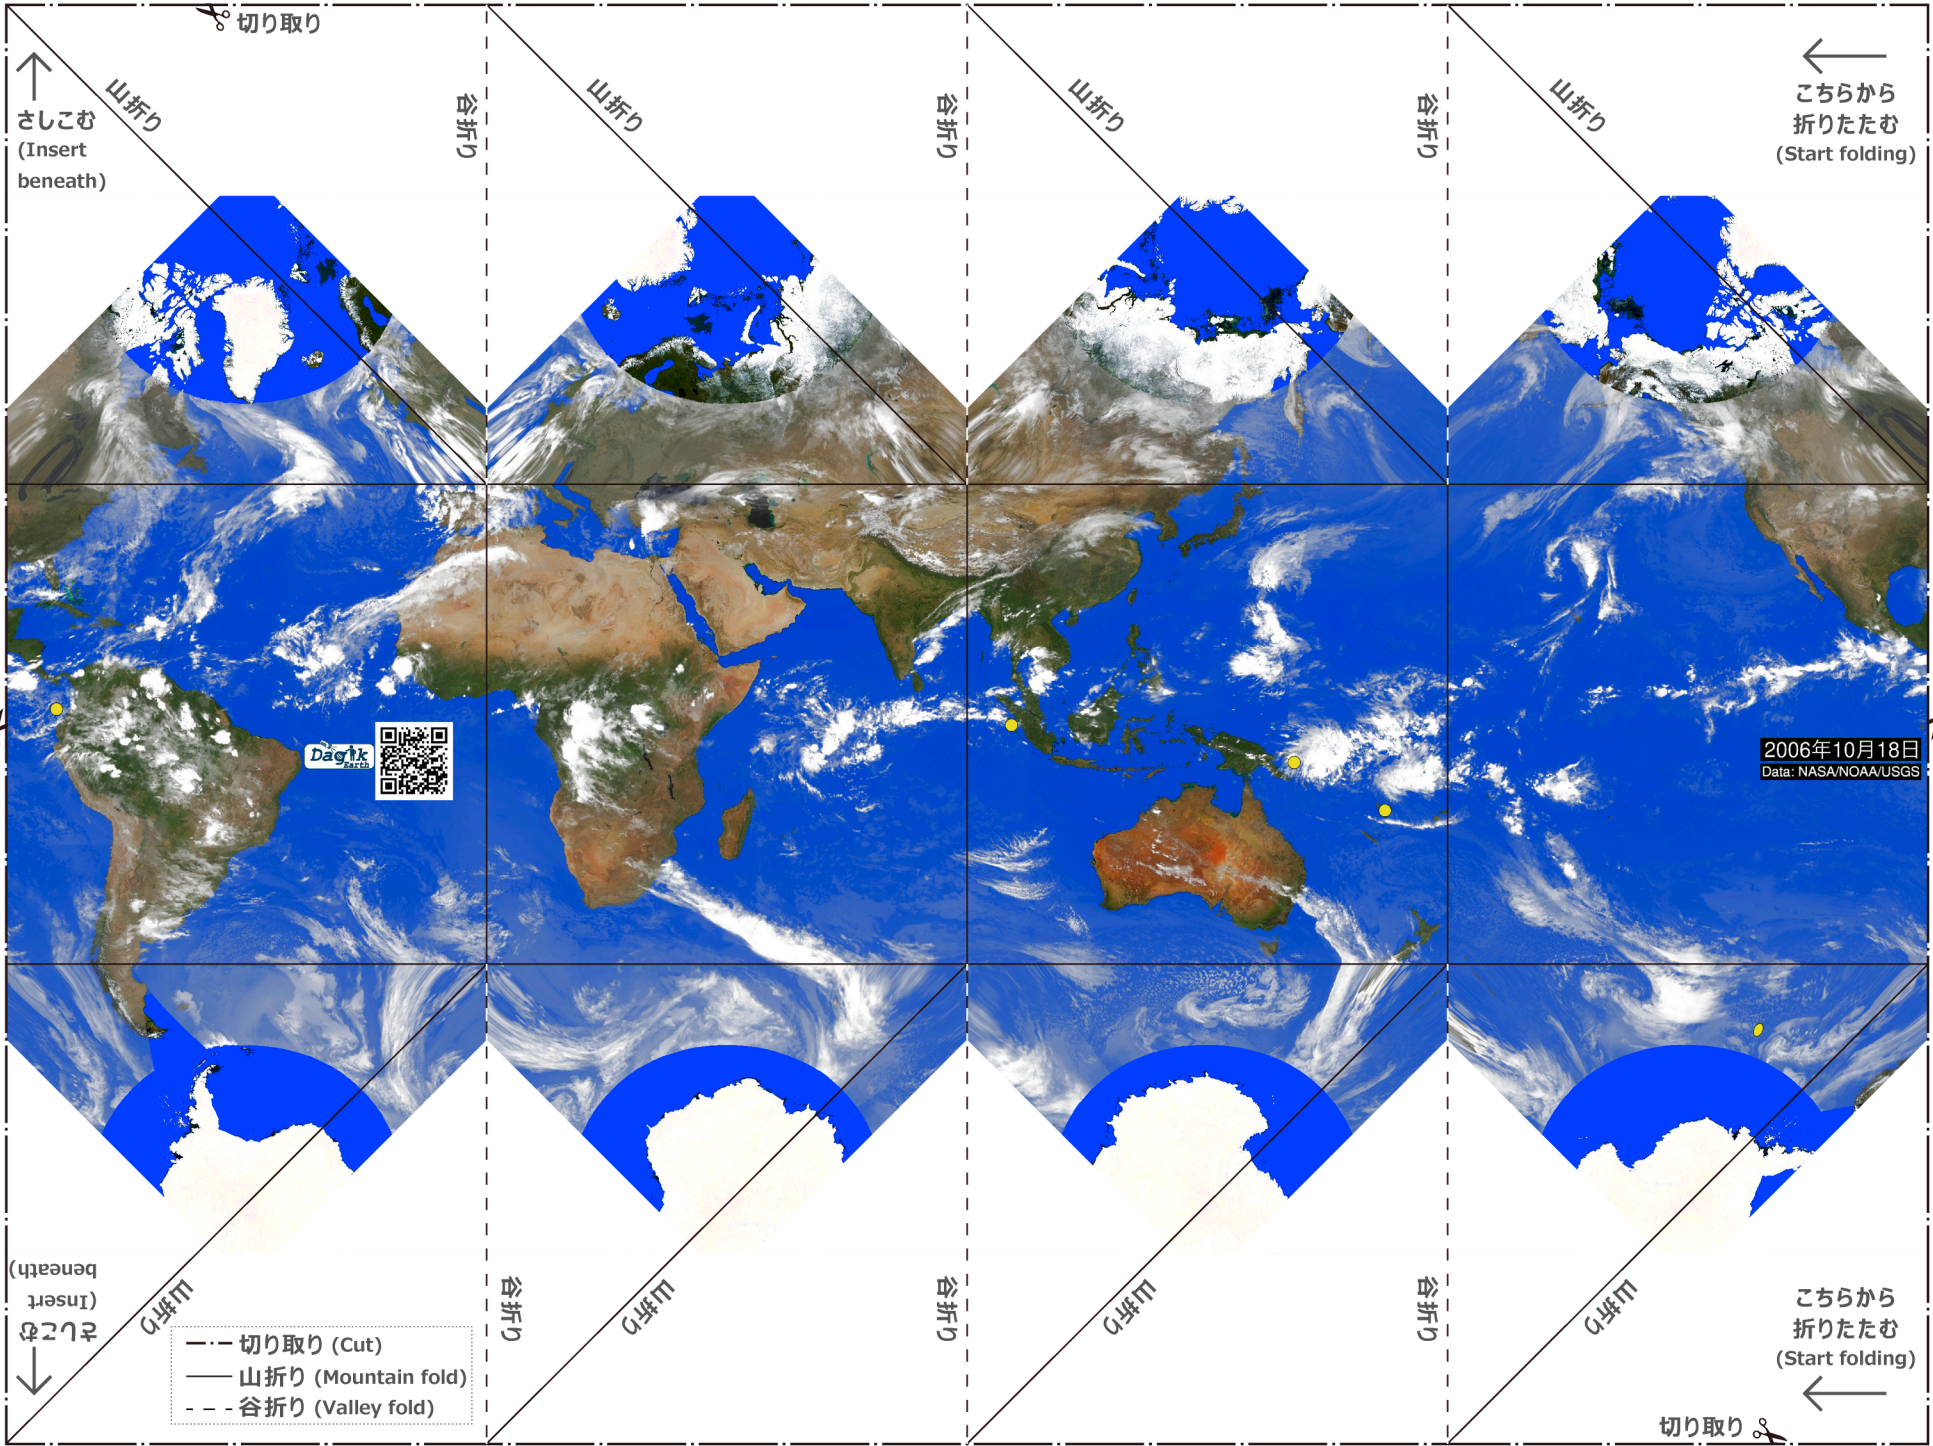 切り取り
山折り
山折り
山折り
山折り
谷折り
谷折り
谷折り
さしこむ
(Insert
beneath)
こちらから
折りたたむ
(Start folding)
Dagik
Earth
2006年10月18日
Data: NASA/NOAA/USGS
さしこむ
(Insert
beneath)
山折り
山折り
山折り
山折り
谷折り
谷折り
谷折り
切り取り (Cut)
山折り (Mountain fold)
谷折り (Valley fold)
こちらから
折りたたむ
(Start folding)
切り取り